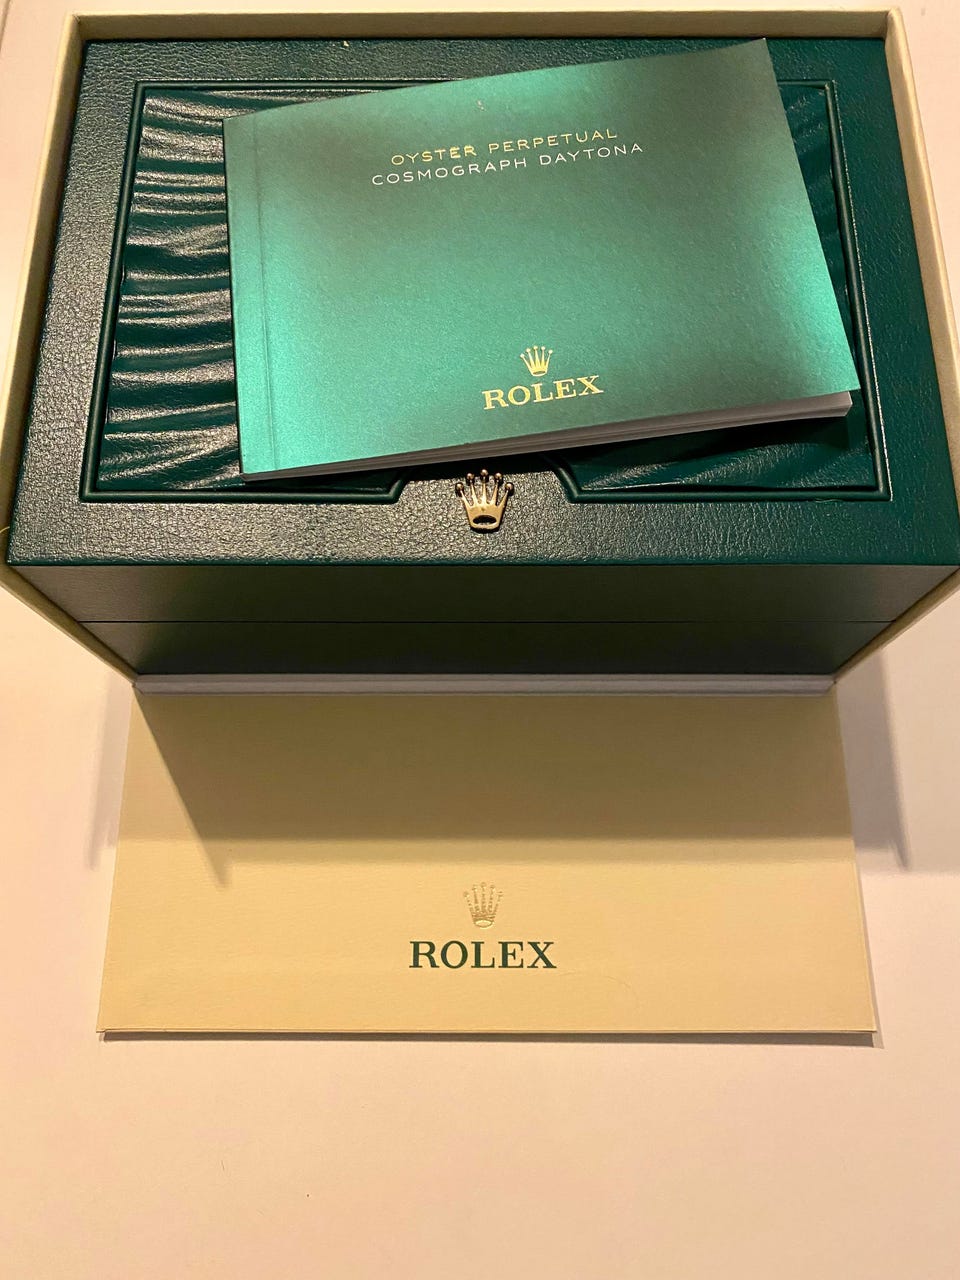 OYSTER PERPETUAL
COSMOGRAPH DAYTONA
ROLEX
ROLEX